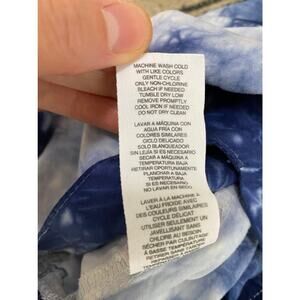 MACHINE WASH COLD
WITH LIKE COLORS
GENTLE CYCLE
ONLY NON-CHLORINE
BLEACH IF NEEDED
TUMBLE DRY LOW
REMOVE PROMPTLY
COOL IRON IF NEEDED
DO NOT DRY CLEAN
LAVAR A MÁQUINA CON
AGUA FRÍA CON
COLORES SIMILARES
CICLO DELICADO
SOLO BLANQUEADOR
SIN LEJÍA SI ES NECESARIO
SECAR A MÁQUINA A
TEMPERATURA BAJA
RETIRAR OPORTUNAMENTE
PLANCHAR A BAJA
TEMPERATURA
SI ES NECESARIO
NO LAVAR EN SECO
LAVER À LA MACHINE À
L'EAU FROIDE AVEC
DES COULEURS SIMILAIRES
CYCLE DÉLICAT
UTILISER SEULEMENT UN
JAVELLISANT SANS
CHLORE AU BESOIN
SÉCHER PAR CULBUTAGE
À BASSE TEMPÉRATURE
RETIRER